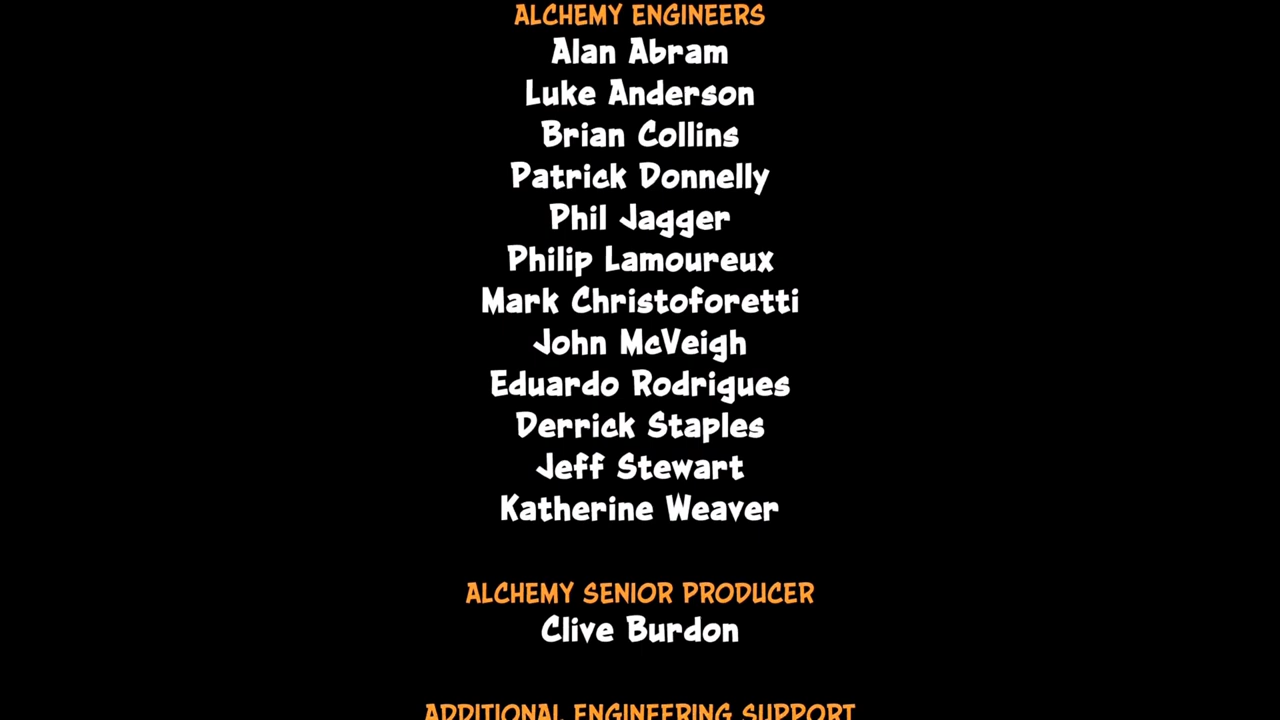 ALCHEMY ENGINEERS
Alan Abram
Luke Anderson
Brian Collins
Patrick Donnelly
Phil Jagger
Philip Lamoureux
Mark Christoforetti
John McVeigh
Eduardo Rodrigues
Derrick Staples
Jeff Stewart
Katherine Weaver
ALCHEMY SENIOR PRODUCER
Clive Burdon
ADDITIONAL ENGINEERING SUPPORT